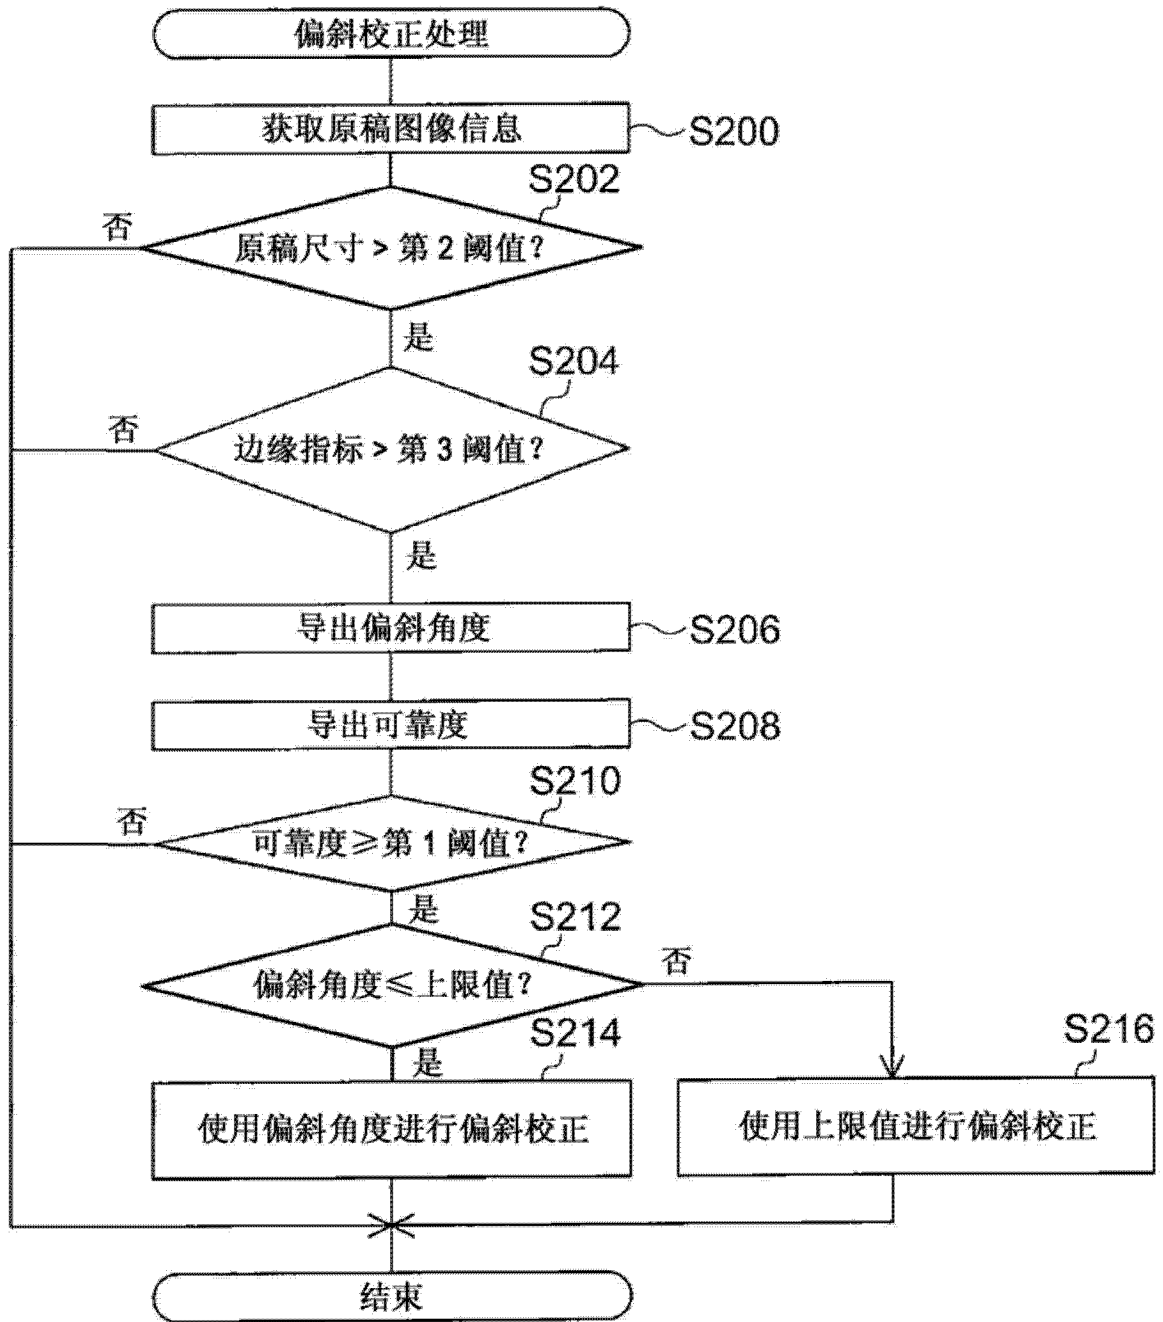 偏斜校正处理
获取原稿图像信息
S200
S202
否
原稿尺寸 > 第 2 阈值?
是
S204
否
边缘指标 > 第 3 阈值?
是
导出偏斜角度
S206
导出可靠度
S208
S210
否
可靠度≥第 1 阈值?
是
S212
偏斜角度≤上限值?
否
是
S214
S216
使用偏斜角度进行偏斜校正
使用上限值进行偏斜校正
结束